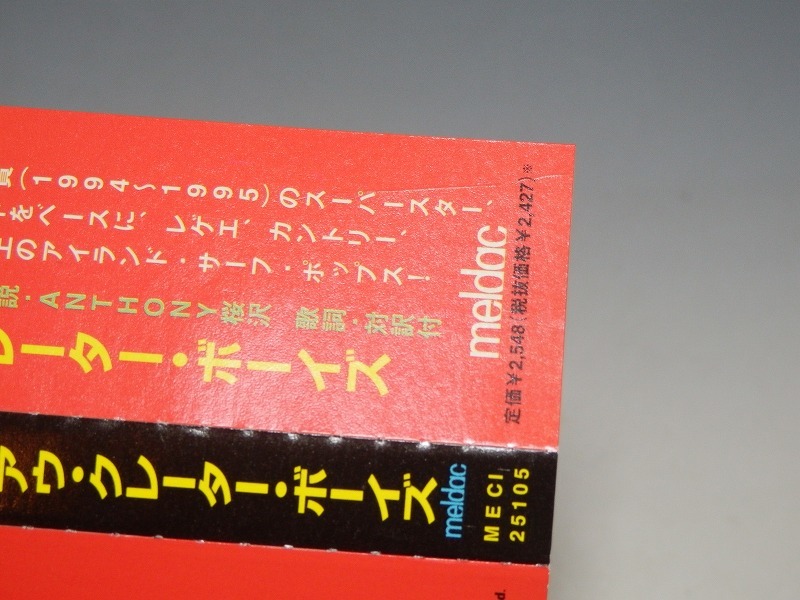 員(1994～1995)のスーパースター、
をベースに、レゲエ、カントリー、
上のアイランド・サーフ・ポップス！
説・ANTHONY桜沢 歌詞・対訳付
レーター・ボーイズ
meldac
定価￥2,548(税抜価格￥2,427)※
アウ・クレーター・ボーイズ
meldac
MECI
25105
d.